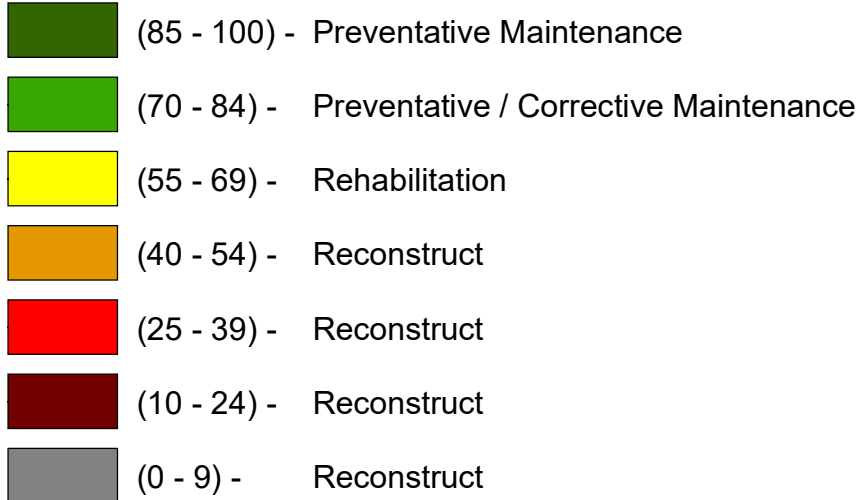 (85 - 100) - Preventative Maintenance
(70 - 84) - Preventative / Corrective Maintenance
(55 - 69) - Rehabilitation
(40 - 54) - Reconstruct
(25 - 39) - Reconstruct
(10 - 24) - Reconstruct
(0 - 9) - Reconstruct